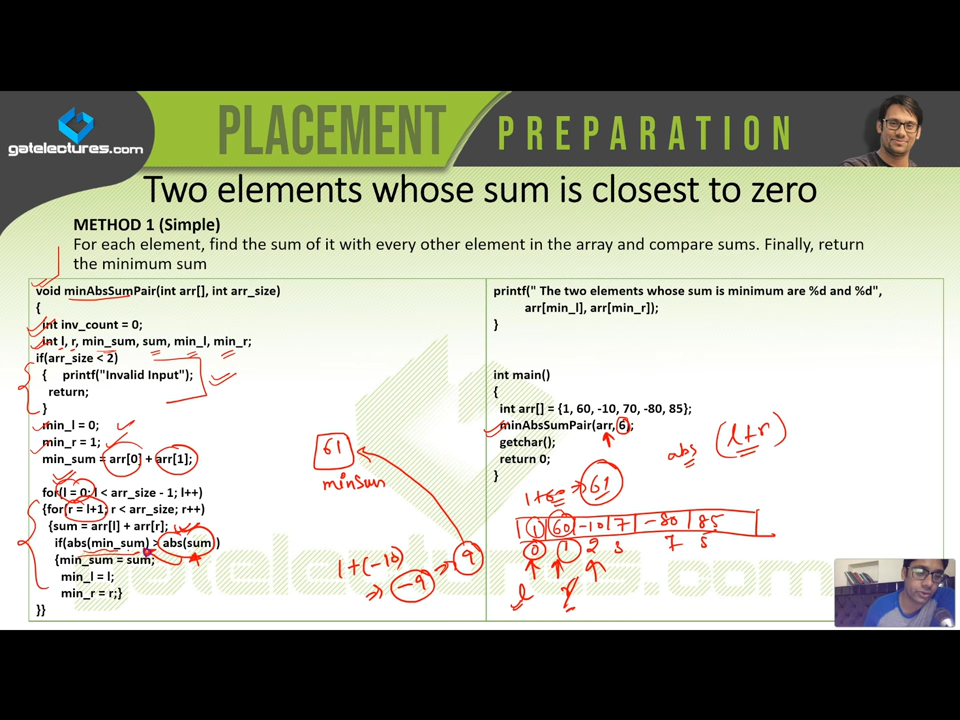 gatelectures.com
PLACEMENT PREPARATION
Two elements whose sum is closest to zero
METHOD 1 (Simple)
For each element, find the sum of it with every other element in the array and compare sums. Finally, return
the minimum sum
void minAbsSumPair(int arr[], int arr_size)
{
int inv_count = 0;
int l, r, min_sum, sum, min_l, min_r;
if(arr_size < 2)
{ printf("Invalid Input");
return;
}
min_l = 0;
min_r = 1;
min_sum = arr[0] + arr[1];
for(l = 0; l < arr_size - 1; l++)
{for(r = l+1; r < arr_size; r++)
{sum = arr[l] + arr[r];
if(abs(min_sum) > abs(sum))
{min_sum = sum;
min_l = l;
min_r = r;}
}}
61
minSum
1+(-10)
⇒ -9 ⇒ 9
printf(" The two elements whose sum is minimum are %d and %d",
arr[min_l], arr[min_r]);
}
int main()
{
int arr[] = {1, 60, -10, 70, -80, 85};
minAbsSumPair(arr, 6);
getchar();
return 0;
}
abs (l+r)
1+60 ⇒ 61
1 60 -10 7 -80 85
0 1 2 3 7 5
l r
gatelectures.com